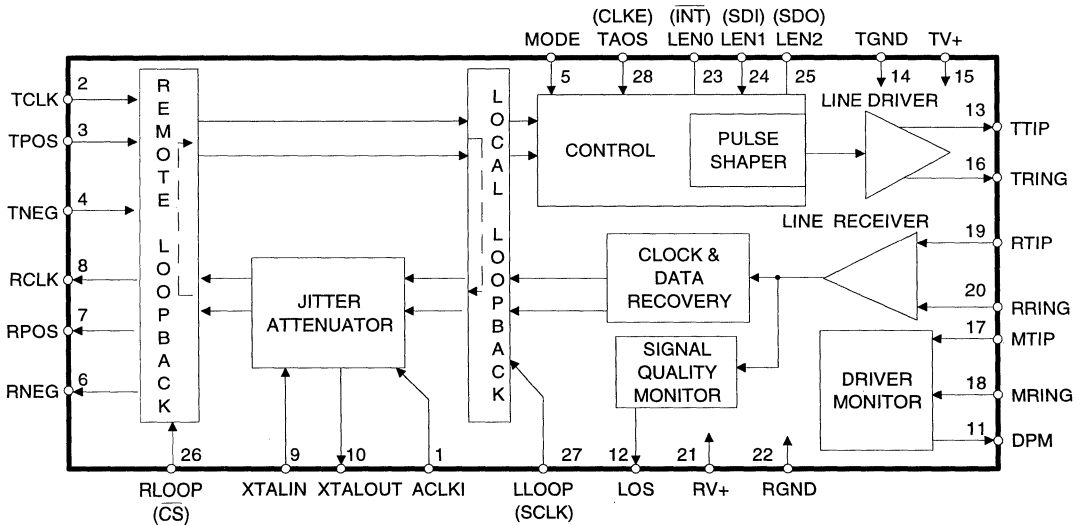 (CLKE) (INT) (SDI) (SDO)
MODE TAOS LEN0 LEN1 LEN2 TGND TV+
5 28 23 24 25 14 15
TCLK 2
TPOS 3
TNEG 4
RCLK 8
RPOS 7
RNEG 6
REMOTE LOOPBACK
LOCAL LOOPBACK
CONTROL
PULSE
SHAPER
LINE DRIVER
13 TTIP
16 TRING
LINE RECEIVER
19 RTIP
20 RRING
CLOCK &
DATA
RECOVERY
JITTER
ATTENUATOR
SIGNAL
QUALITY
MONITOR
DRIVER
MONITOR
17 MTIP
18 MRING
11 DPM
26 9 10 1 27 12 21 22
RLOOP XTALIN XTALOUT ACLKI LLOOP LOS RV+ RGND
(CS) (SCLK)